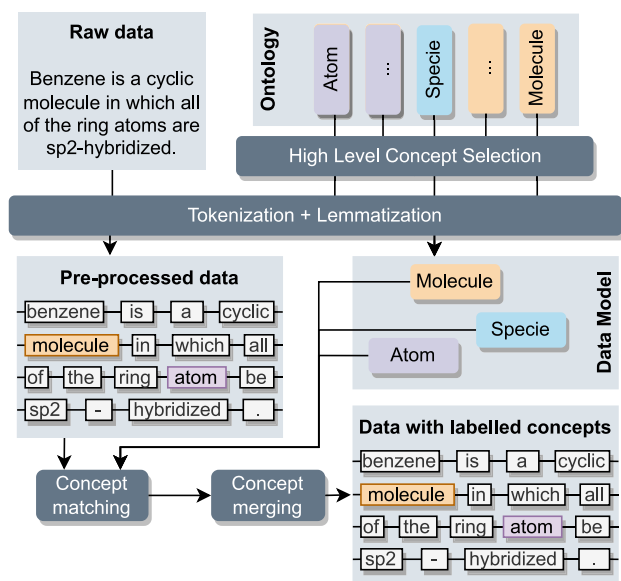 Raw data
Benzene is a cyclic
molecule in which all
of the ring atoms are
sp2-hybridized.
Ontology
Atom
...
Specie
...
Molecule
High Level Concept Selection
Tokenization + Lemmatization
Pre-processed data
benzene is a cyclic
molecule in which all
of the ring atom be
sp2 - hybridized .
Data Model
Molecule
Specie
Atom
Concept
matching
Concept
merging
Data with labelled concepts
benzene is a cyclic
molecule in which all
of the ring atom be
sp2 - hybridized .